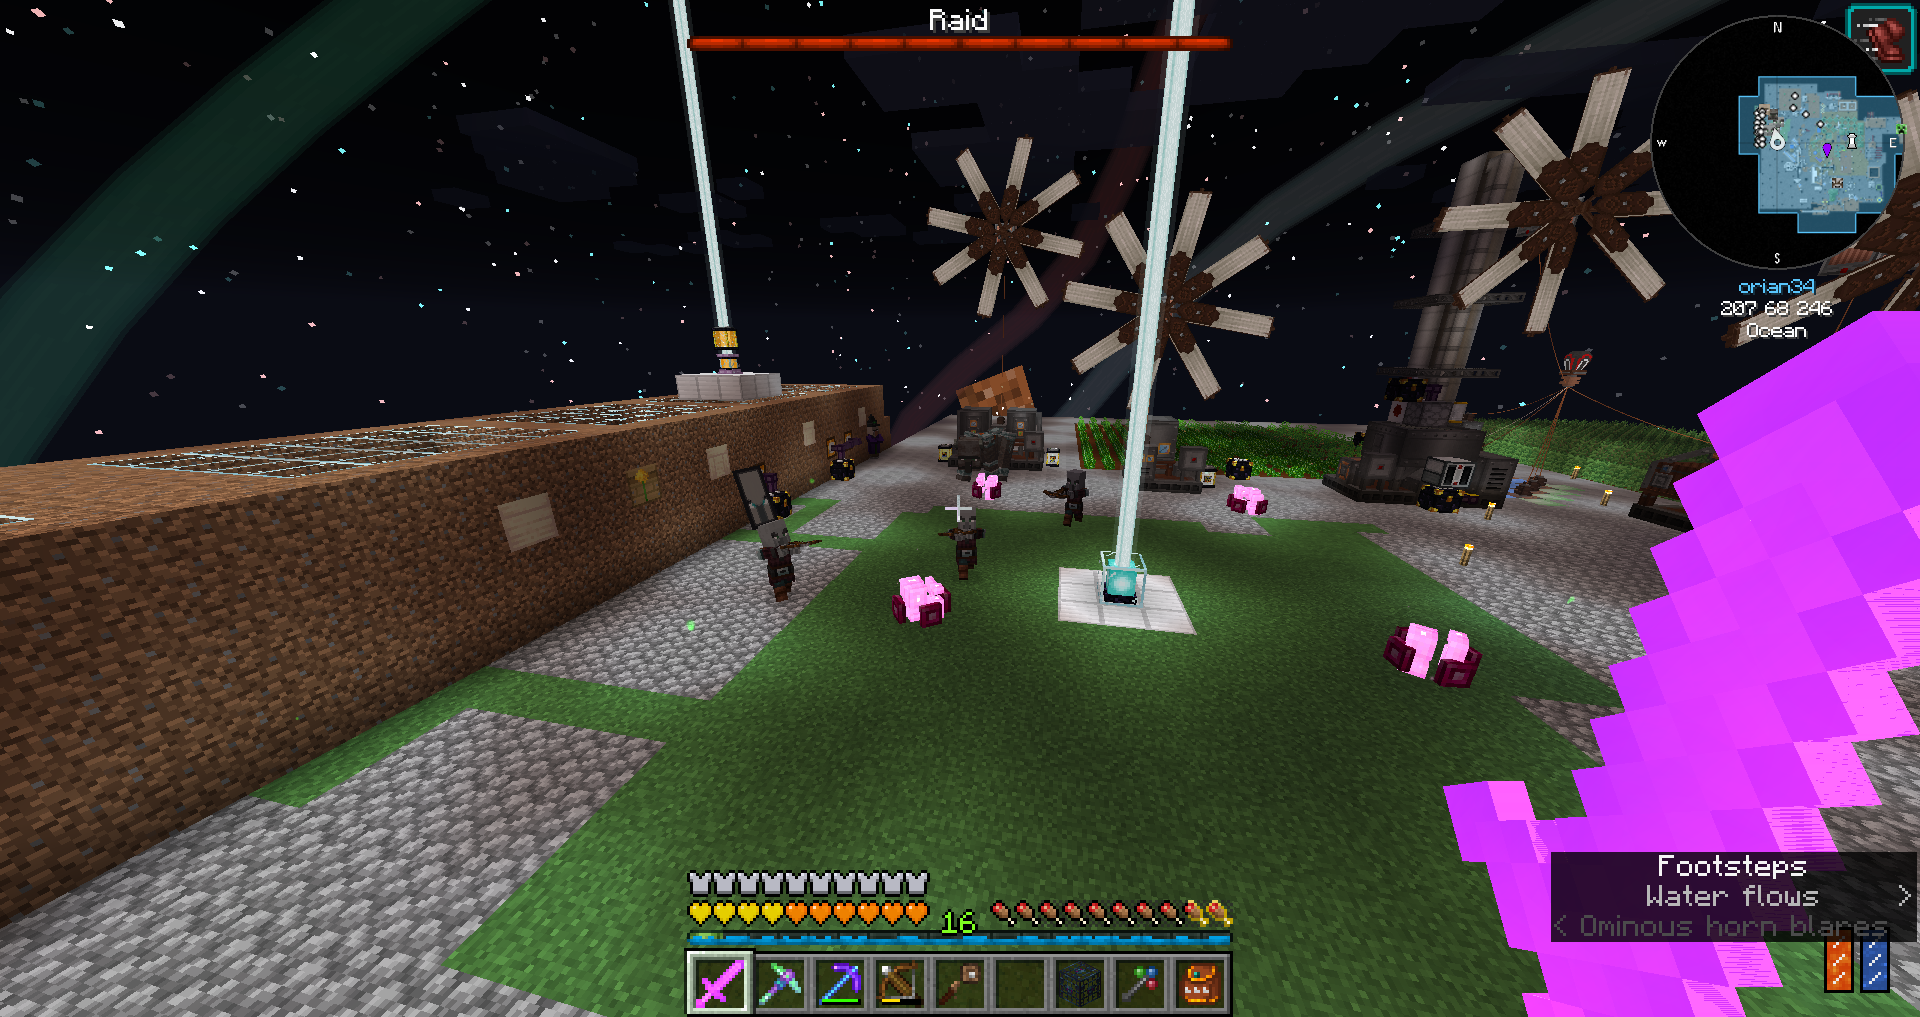 Raid
N
W
E
S
orian34
207 68 246
Ocean
Footsteps
Water flows >
< Ominous horn blares
16